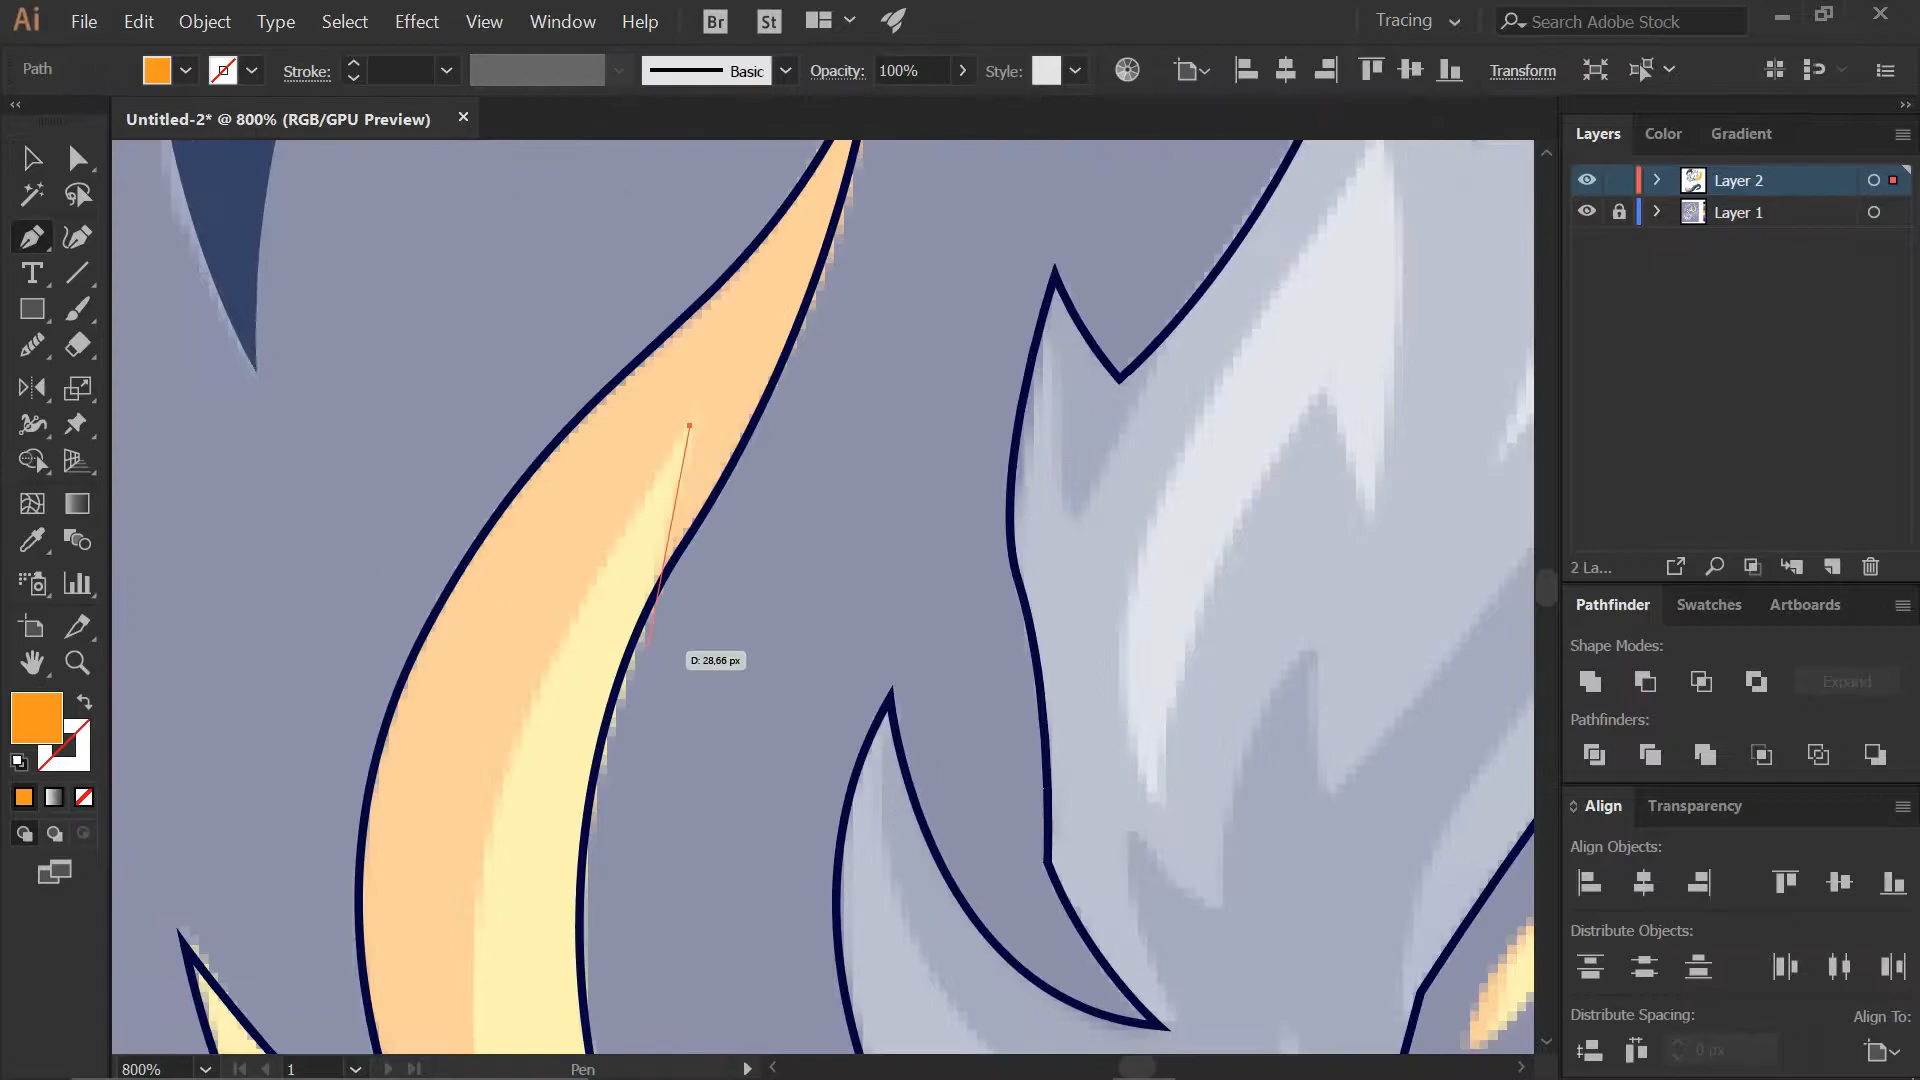 Ai File Edit Object Type Select Effect View Window Help Br St Tracing Search Adobe Stock
Path Stroke: Basic Opacity: 100% Style: Transform
Untitled-2* @ 800% (RGB/GPU Preview)
Layers Color Gradient
Layer 2
Layer 1
2 La...
Pathfinder Swatches Artboards
Shape Modes:
Expand
D: 28,66 px
Pathfinders:
Align Transparency
Align Objects:
Distribute Objects:
Distribute Spacing: Align To:
0 px
800% 1 Pen